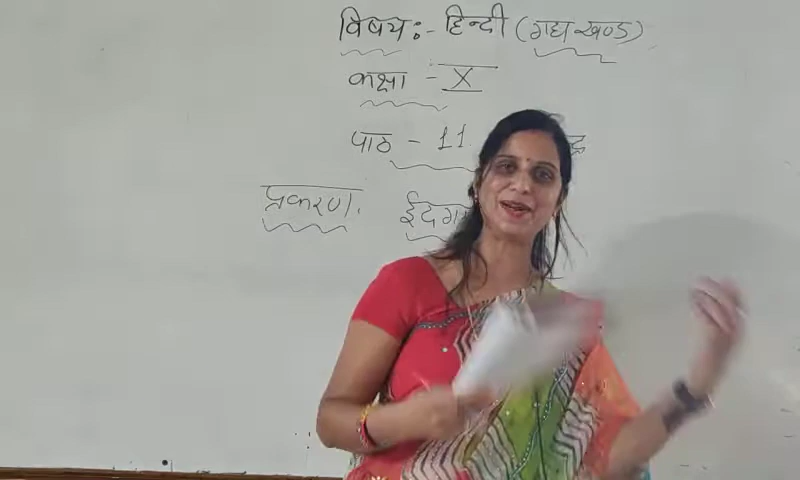 विषय:- हिन्दी (गद्य खण्ड)
कक्षा - X
पाठ - 11
प्रकरण.